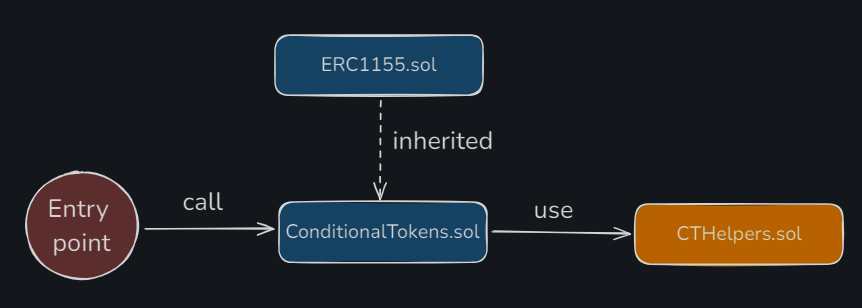 ERC1155.sol
inherited
Entry
point
call
ConditionalTokens.sol
use
CTHelpers.sol